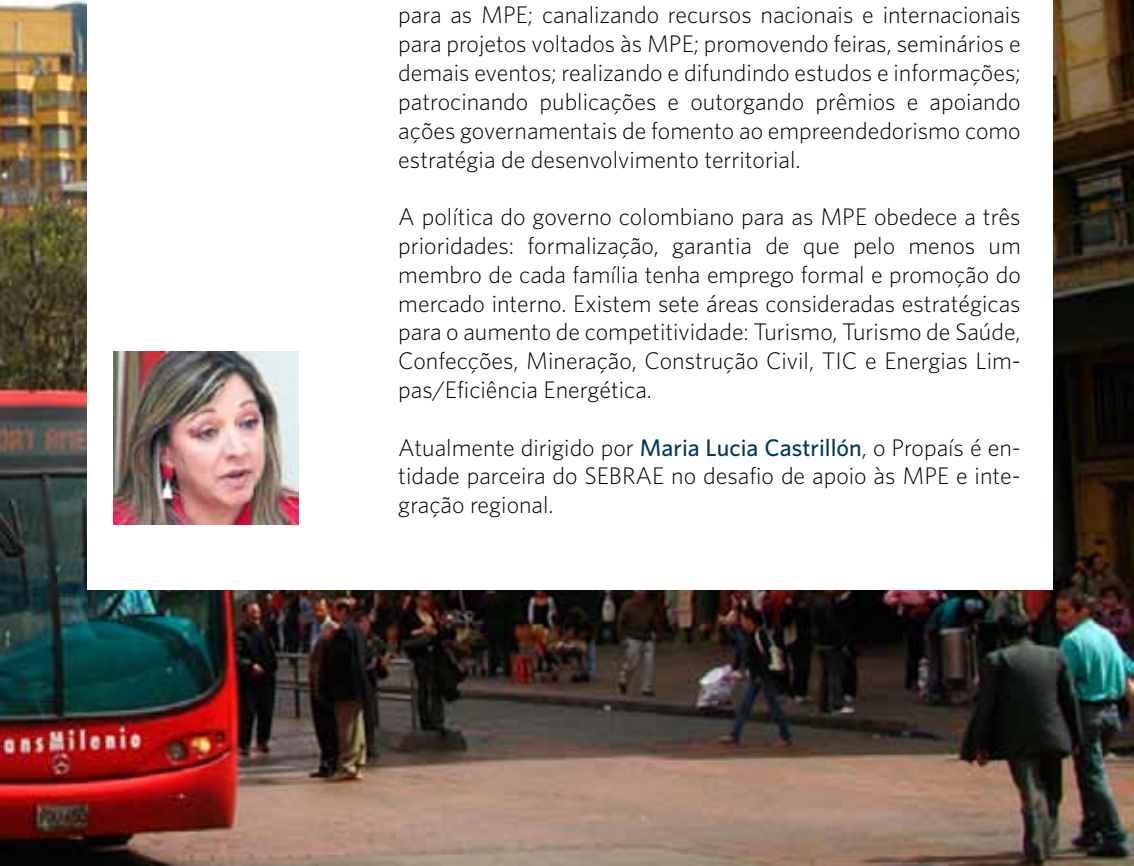 para as MPE; canalizando recursos nacionais e internacionais
para projetos voltados às MPE; promovendo feiras, seminários e
demais eventos; realizando e difundindo estudos e informações;
patrocinando publicações e outorgando prêmios e apoiando
ações governamentais de fomento ao empreendedorismo como
estratégia de desenvolvimento territorial.
A política do governo colombiano para as MPE obedece a três
prioridades: formalização, garantia de que pelo menos um
membro de cada família tenha emprego formal e promoção do
mercado interno. Existem sete áreas consideradas estratégicas
para o aumento de competitividade: Turismo, Turismo de Saúde,
Confecções, Mineração, Construção Civil, TIC e Energias Lim-
pas/Eficiência Energética.
Atualmente dirigido por Maria Lucia Castrillón, o Propaís é en-
tidade parceira do SEBRAE no desafio de apoio às MPE e inte-
gração regional.
ansMilenio